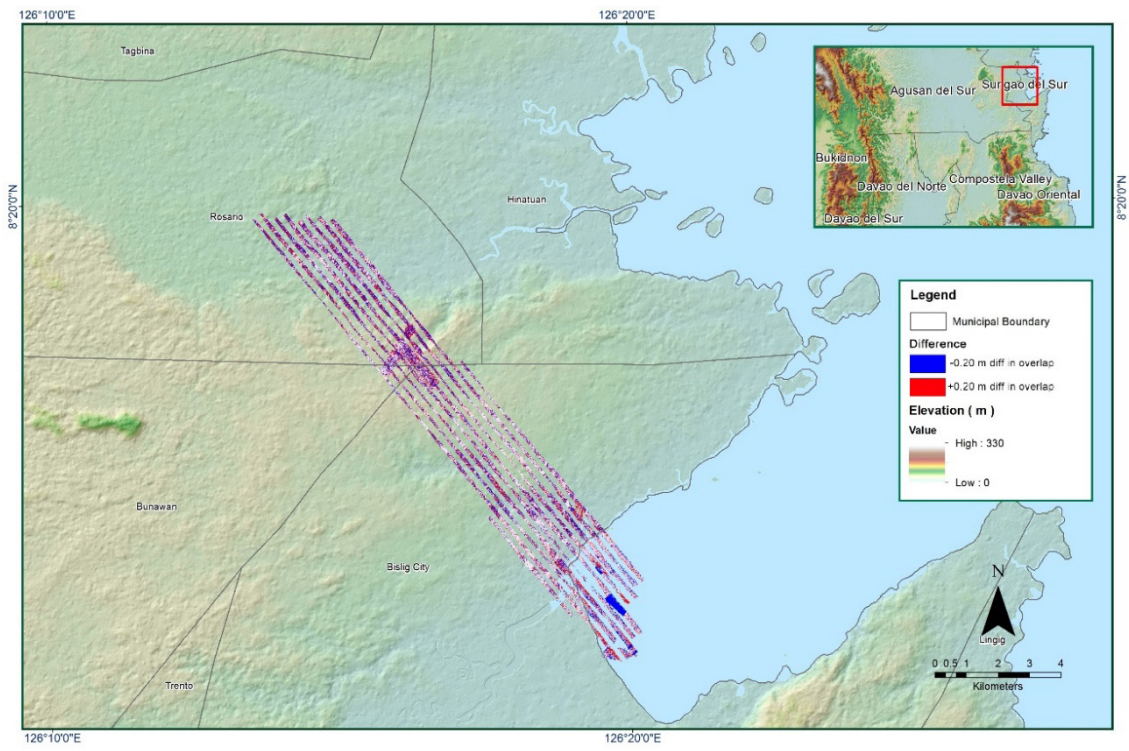 126°10'0"E
126°20'0"E
Tagbina
Agusan del Sur
Surigao del Sur
Bukidnon
Compostela Valley
Davao del Norte
Davao Oriental
Davao del Sur
8°20'0"N
8°20'0"N
Rosario
Hinatuan
Legend
Municipal Boundary
Difference
-0.20 m diff in overlap
+0.20 m diff in overlap
Elevation ( m )
Value
High : 330
Low : 0
Bunawan
Bislig City
N
Lingig
Trento
0 0.5 1 2 3 4
Kilometers
126°10'0"E
126°20'0"E